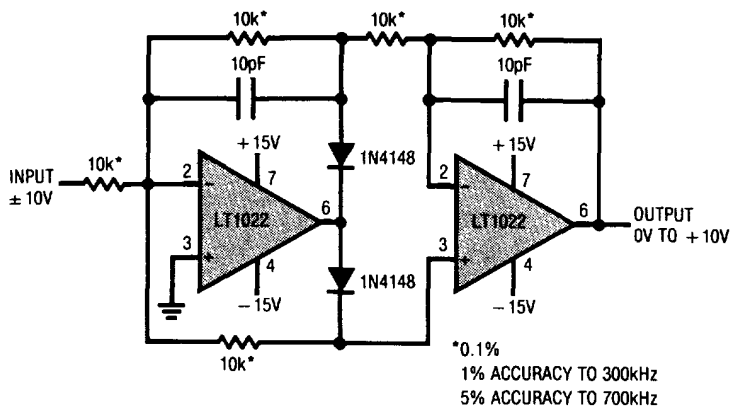 10k*
10k*
10k*
10pF
10pF
+15V
1N4148
+15V
INPUT
±10V
10k*
2
7
–
LT1022
6
3
+
4
–15V
1N4148
2
7
–
LT1022
6
3
+
4
–15V
OUTPUT
0V TO +10V
10k*
*0.1%
1% ACCURACY TO 300kHz
5% ACCURACY TO 700kHz